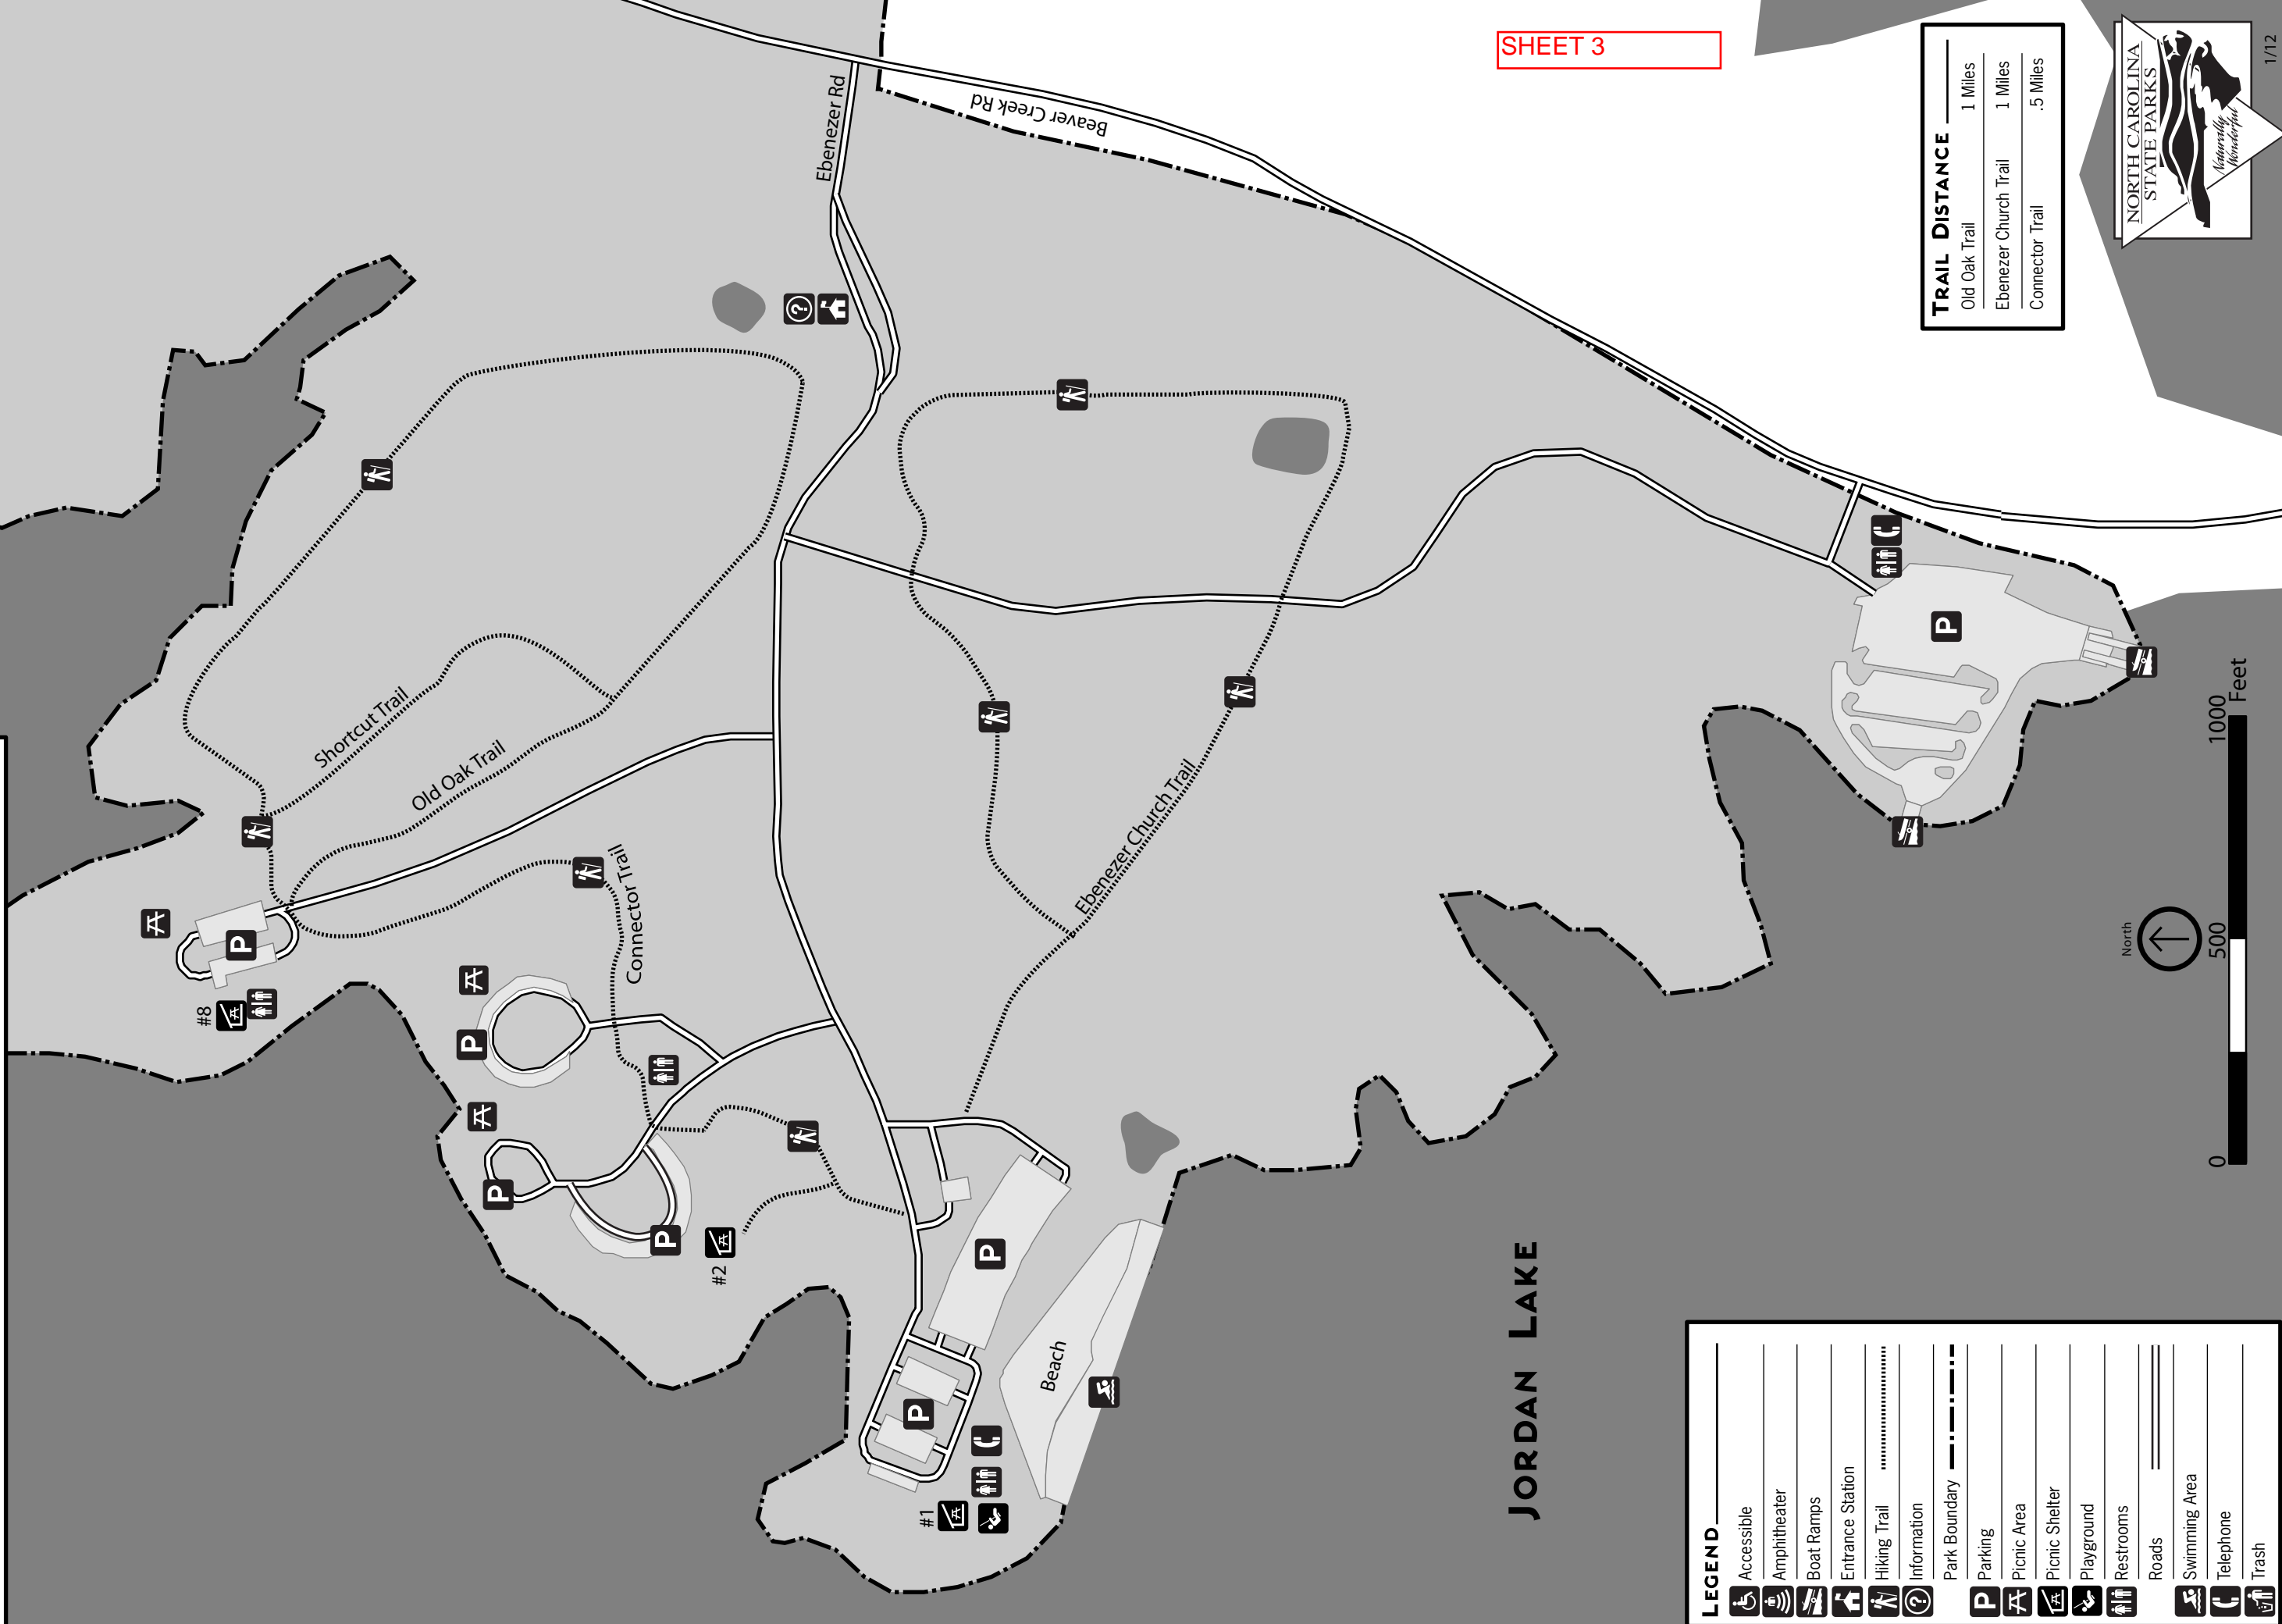 SHEET 3
TRAIL DISTANCE
Old Oak Trail 1 Miles
Ebenezer Church Trail 1 Miles
Connector Trail .5 Miles
NORTH CAROLINA
STATE PARKS
Naturally
Wonderful
1/12
Ebenezer Rd
Beaver Creek Rd
Shortcut Trail
Old Oak Trail
Connector Trail
Ebenezer Church Trail
P
#8
P
P
P
#2
P
P
#1
Beach
P
JORDAN LAKE
North
0 500 1000
Feet
LEGEND
Accessible
Amphitheater
Boat Ramps
Entrance Station
Hiking Trail
? Information
Park Boundary
P Parking
Picnic Area
Picnic Shelter
Playground
Restrooms
Roads
Swimming Area
Telephone
Trash
?